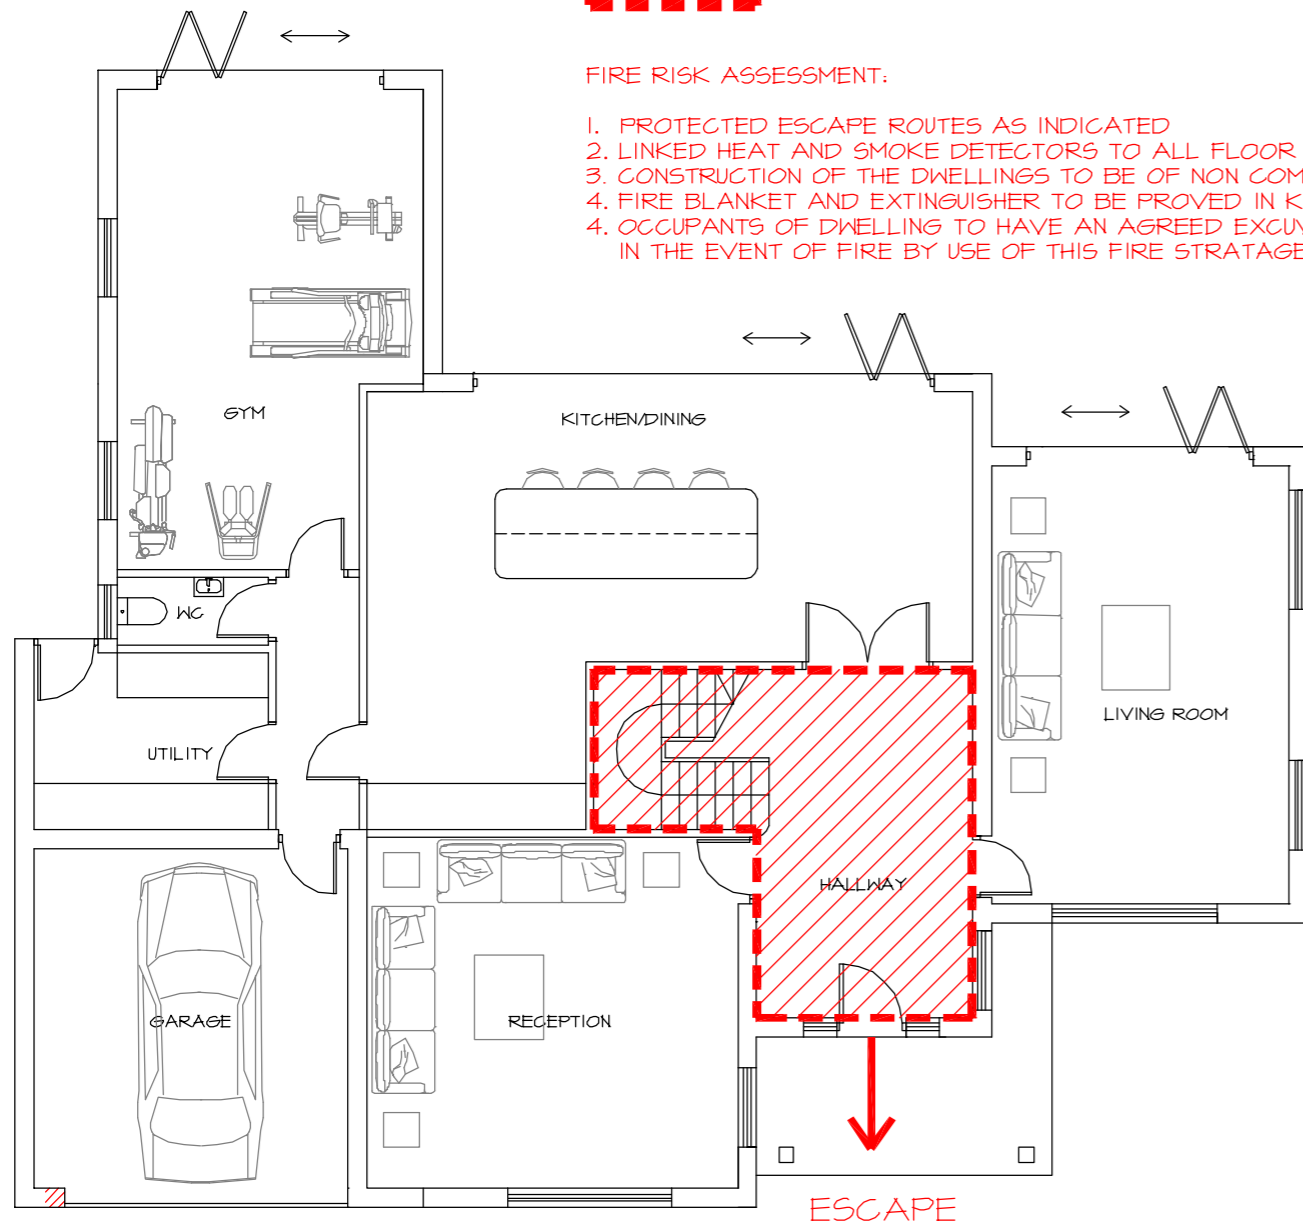 FIRE RISK ASSESSMENT:
1. PROTECTED ESCAPE ROUTES AS INDICATED
2. LINKED HEAT AND SMOKE DETECTORS TO ALL FLOOR
3. CONSTRUCTION OF THE DWELLINGS TO BE OF NON COM
4. FIRE BLANKET AND EXTINGUISHER TO BE PROVED IN K
4. OCCUPANTS OF DWELLING TO HAVE AN AGREED EXCUV
IN THE EVENT OF FIRE BY USE OF THIS FIRE STRATAGE
GYM
KITCHEN/DINING
WC
LIVING ROOM
UTILITY
HALLWAY
GARAGE
RECEPTION
ESCAPE